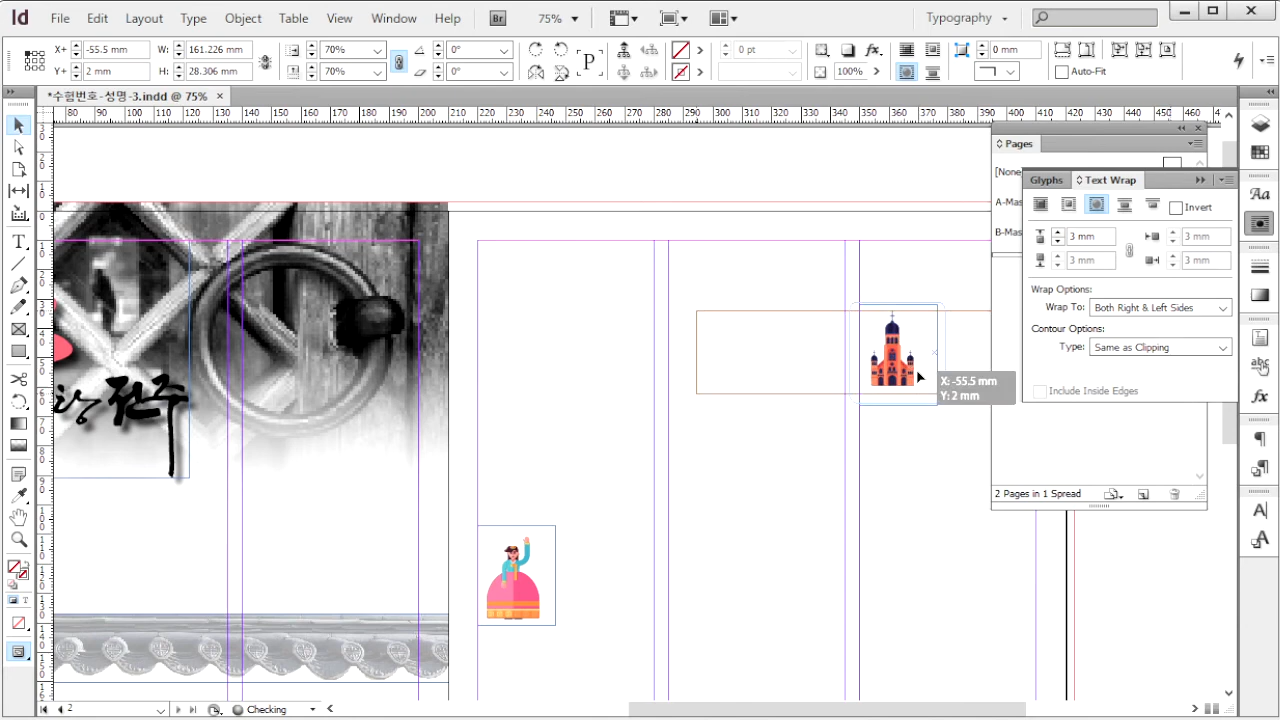 Id File Edit Layout Type Object Table View Window Help Br 75% Typography
X+ -55.5 mm W: 161.226 mm 70% 0° P 0 pt fx. 0 mm
Y+ 2 mm H: 28.306 mm 70% 0° 100% Auto-Fit
*수험번호-성명-3.indd @ 75% ×
80 90 100 110 120 130 140 150 160 170 180 190 200 210 220 230 240 250 260 270 280 290 300 310 320 330 340 350 360 370 380 390 400 410 420 430 440 450 460
Pages
[None
A-Mas
B-Mas
Glyphs Text Wrap
Invert
3 mm 3 mm
3 mm 3 mm
Wrap Options:
Wrap To: Both Right & Left Sides
Contour Options:
Type: Same as Clipping
Include Inside Edges
X: -55.5 mm
Y: 2 mm
전주
2 Pages in 1 Spread
2 Checking